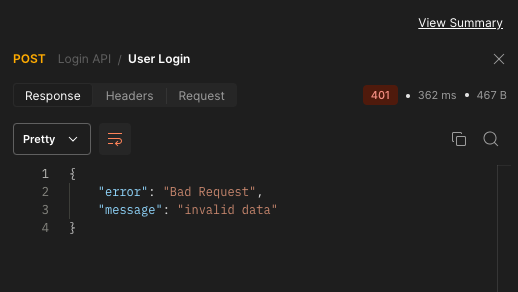 View Summary
POST Login API / User Login
Response Headers Request 401 • 362 ms • 467 B
Pretty
1 {
2 "error": "Bad Request",
3 "message": "invalid data"
4 }